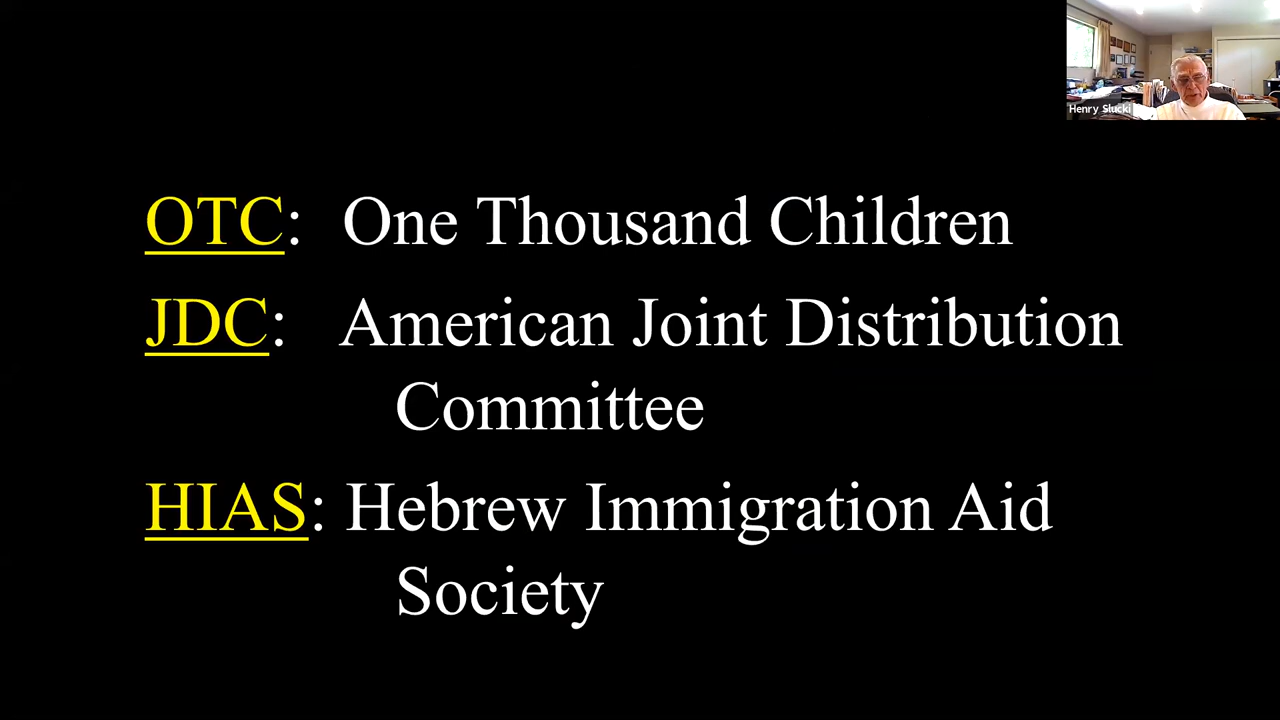 Henry Slucki
OTC: One Thousand Children
JDC: American Joint Distribution
Committee
HIAS: Hebrew Immigration Aid
Society